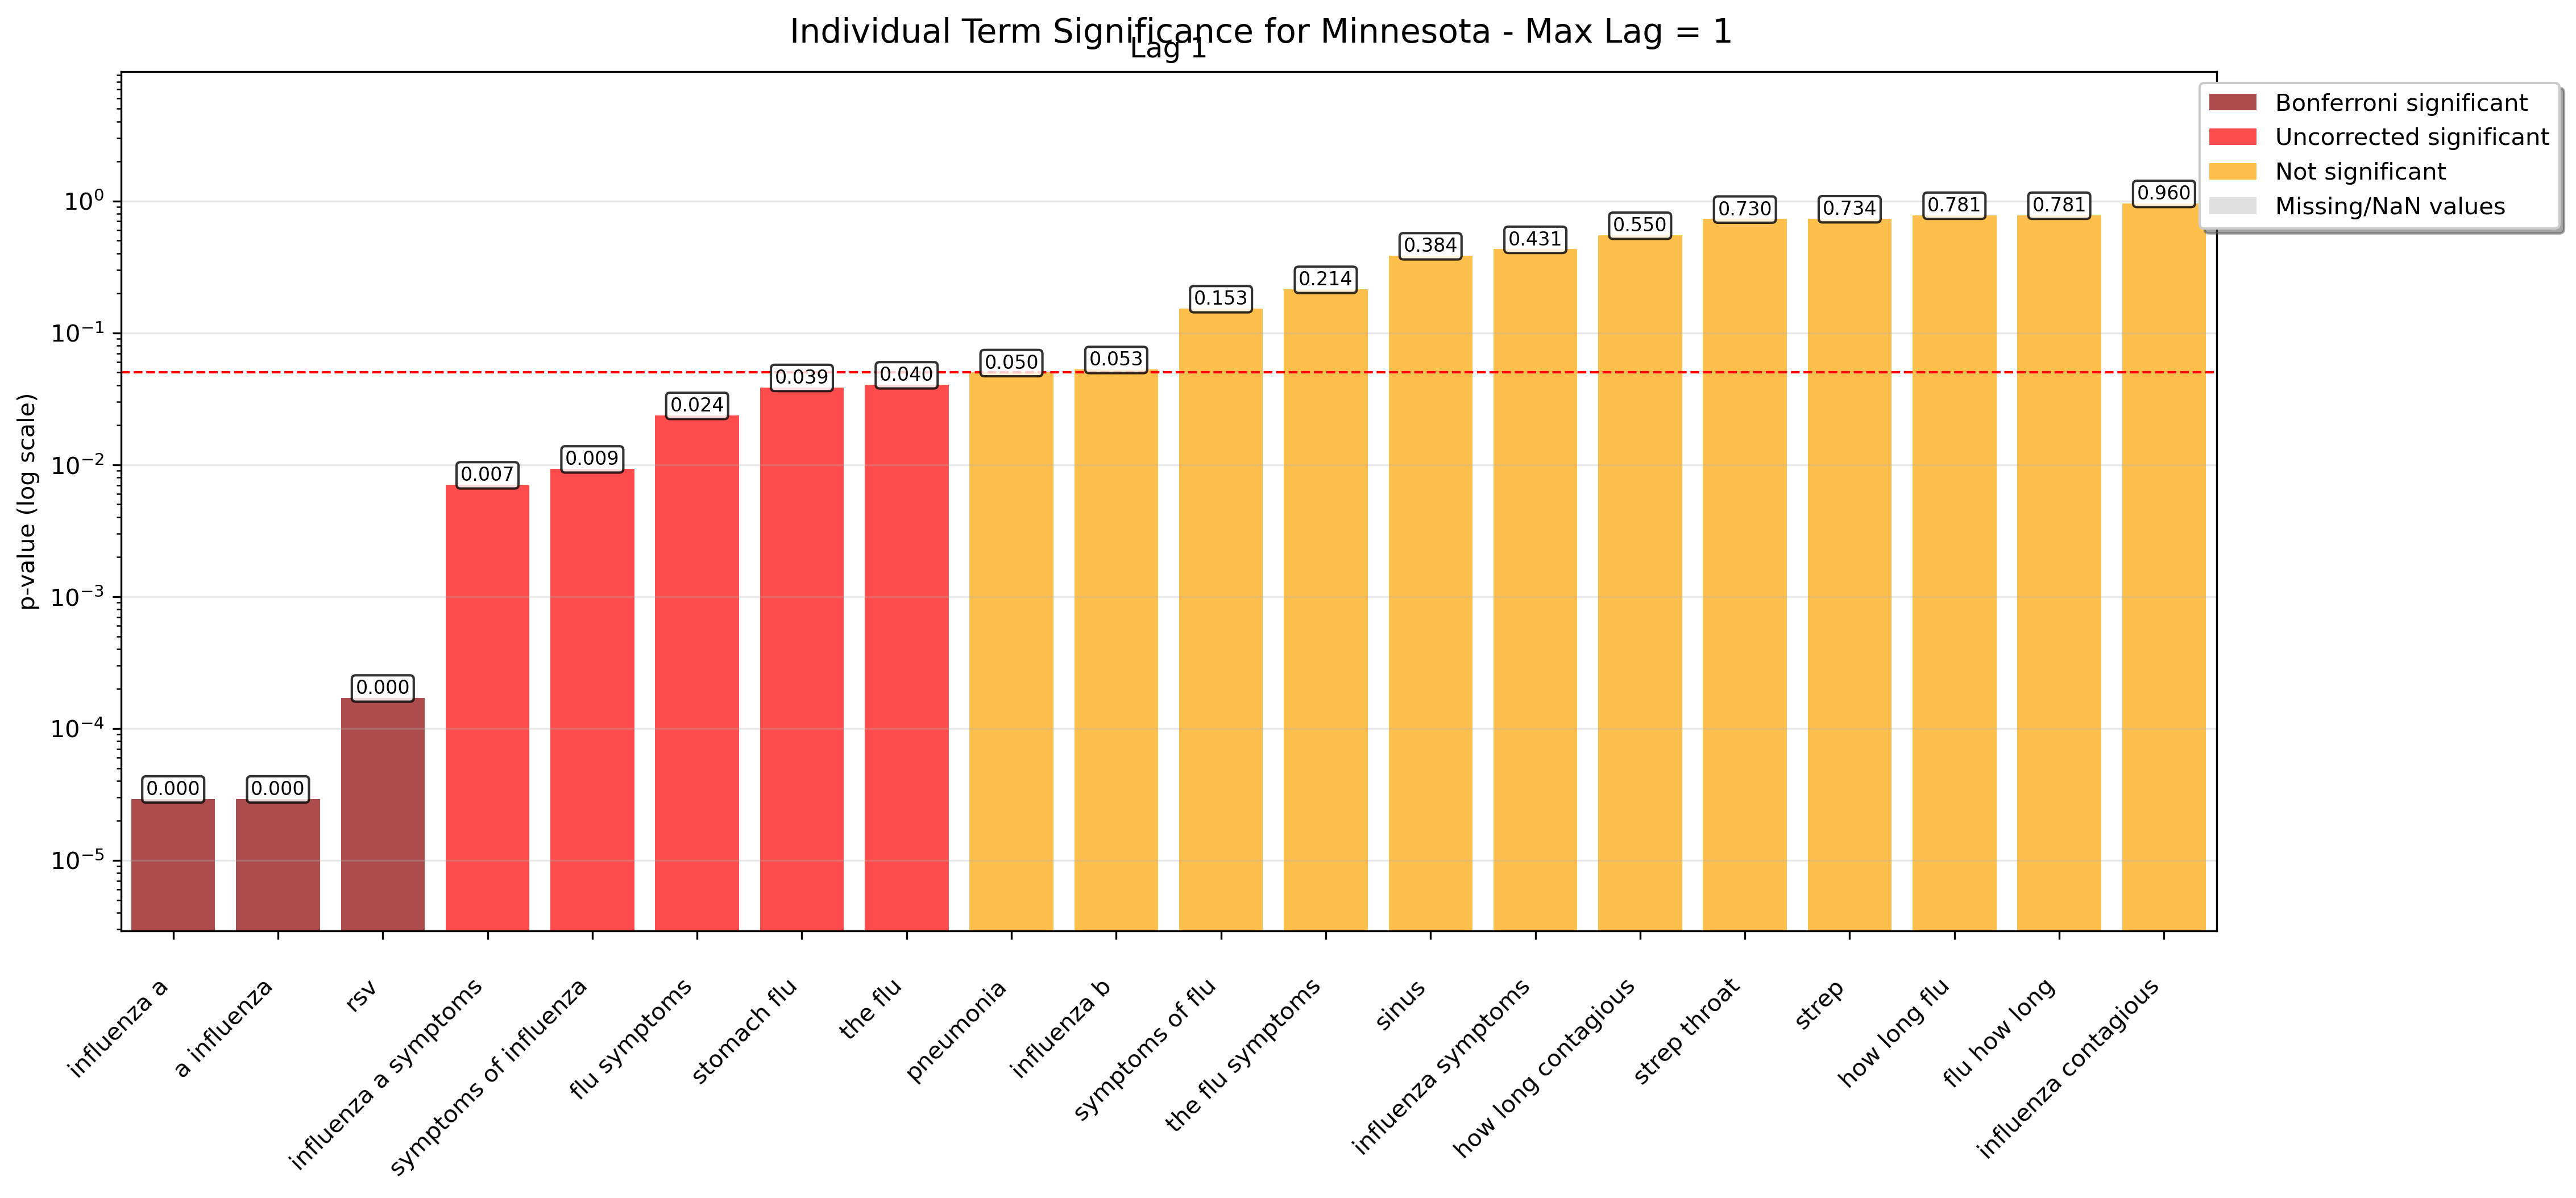 Individual Term Significance for Minnesota - Max Lag = 1
Lag 1
Bonferroni significant
Uncorrected significant
Not significant
Missing/NaN values
p-value (log scale)
10⁰
10⁻¹
10⁻²
10⁻³
10⁻⁴
10⁻⁵
0.000
0.000
0.000
0.007
0.009
0.024
0.039
0.040
0.050
0.053
0.153
0.214
0.384
0.431
0.550
0.730
0.734
0.781
0.781
0.960
influenza a
a influenza
rsv
influenza a symptoms
symptoms of influenza
flu symptoms
stomach flu
the flu
pneumonia
influenza b
symptoms of flu
the flu symptoms
sinus
influenza symptoms
how long contagious
strep throat
strep
how long flu
flu how long
influenza contagious